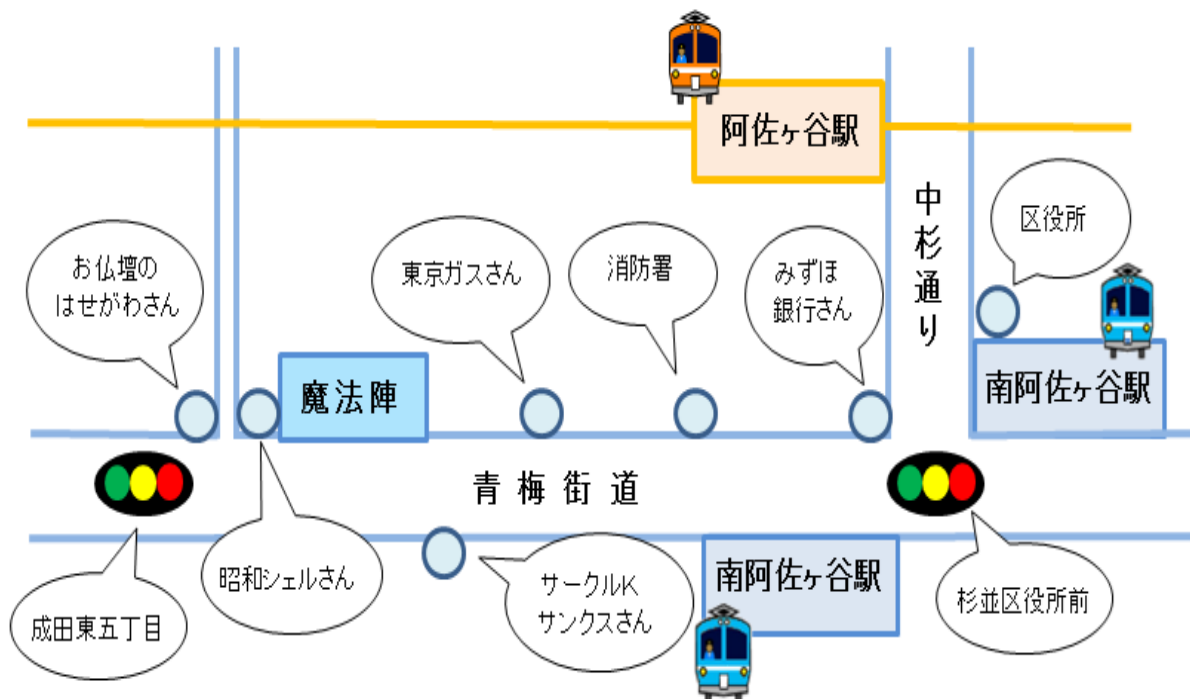 阿佐ヶ谷駅
中杉通り
区役所
お仏壇の
はせがわさん
東京ガスさん
消防署
みずほ
銀行さん
魔法陣
南阿佐ヶ谷駅
青梅街道
昭和シェルさん
サークルK
サンクスさん
南阿佐ヶ谷駅
杉並区役所前
成田東五丁目